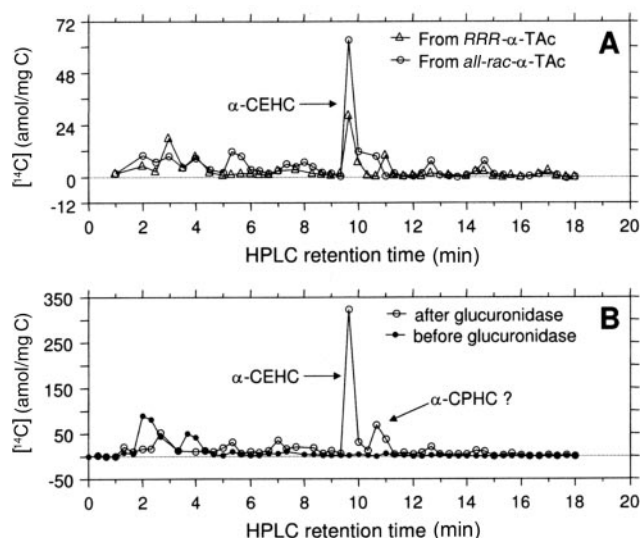 72
48
24
0
-12
[¹⁴C] (amol/mg C)
A
From RRR-α-TAc
From all-rac-α-TAc
α-CEHC
0 2 4 6 8 10 12 14 16 18 20
HPLC retention time (min)
350
250
150
50
-50
[¹⁴C] (amol/mg C)
B
after glucuronidase
before glucuronidase
α-CEHC
α-CPHC ?
0 2 4 6 8 10 12 14 16 18 20
HPLC retention time (min)